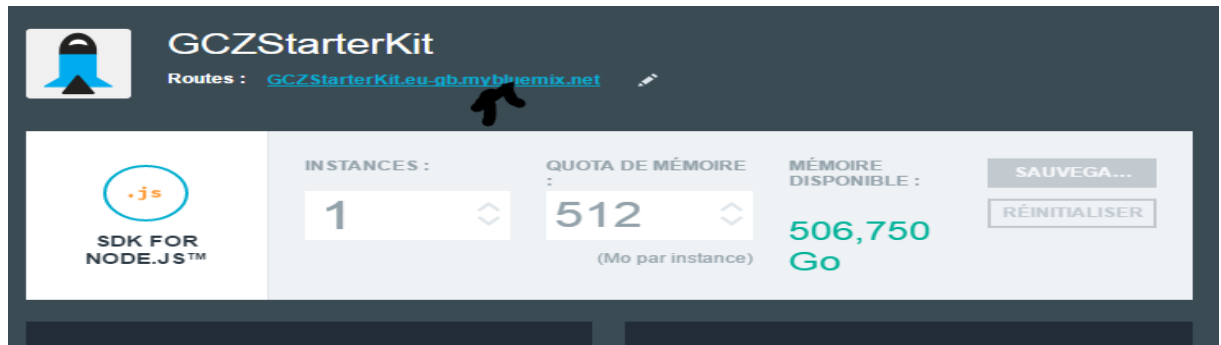 GCZStarterKit
Routes : GCZStarterKit.eu-gb.mybluemix.net
.js
SDK FOR
NODE.JS™
INSTANCES :
1
QUOTA DE MÉMOIRE
:
512
(Mo par instance)
MÉMOIRE
DISPONIBLE :
506,750
Go
SAUVEGA...
RÉINITIALISER